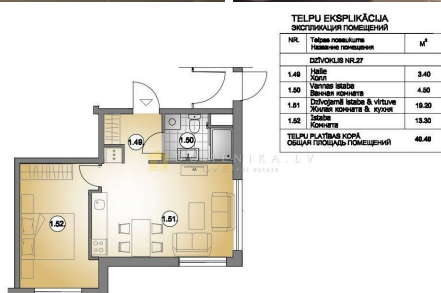 TELPU EKSPLIKĀCIJA
ЭКСПЛИКАЦИЯ ПОМЕЩЕНИЙ
NR. Telpas nosaukums M²
Название помещения
DZĪVOKLIS NR.27
1.49 Halle 3.40
Холл
1.50 Vannas istaba 4.50
Ванная комната
1.51 Dzīvojamā istaba & virtuve 19.20
Жилая комната & кухня
1.52 Istaba 13.30
Комната
TELPU PLATĪBAS KOPĀ 40.40
ОБЩАЯ ПЛОЩАДЬ ПОМЕЩЕНИЙ
1.49
1.50
1.51
1.52